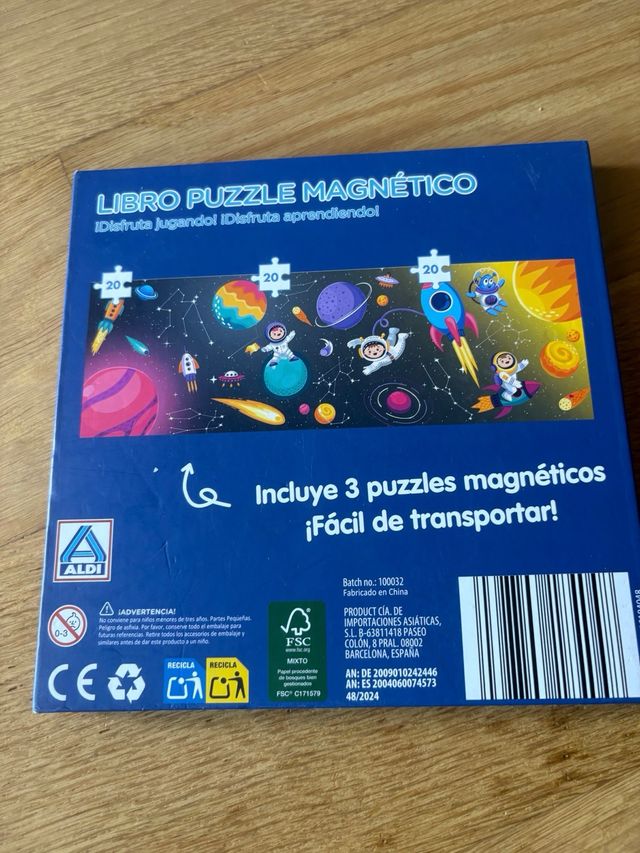 LIBRO PUZZLE MAGNÉTICO
¡Disfruta jugando! ¡Disfruta aprendiendo!
20
20
20
Incluye 3 puzzles magnéticos
¡Fácil de transportar!
ALDI
0-3
¡ADVERTENCIA!
No conviene para niños menores de tres años. Partes Pequeñas.
Peligro de asfixia. Por favor, conserve todo el embalaje para
futuras referencias. Retire todos los accesorios de embalaje y
similares antes de dar este producto a un niño.
CE
RECICLA
RECICLA
FSC
www.fsc.org
MIXTO
Papel procedente
de bosques bien
gestionados
FSC® C171579
Batch no.: 100032
Fabricado en China
PRODUCT CÍA. DE
IMPORTACIONES ASIÁTICAS,
S.L. B-63811418 PASEO
COLÓN, 8 PRAL. 08002
BARCELONA, ESPAÑA
AN: DE 2009010242446
AN: ES 2004060074573
48/2024